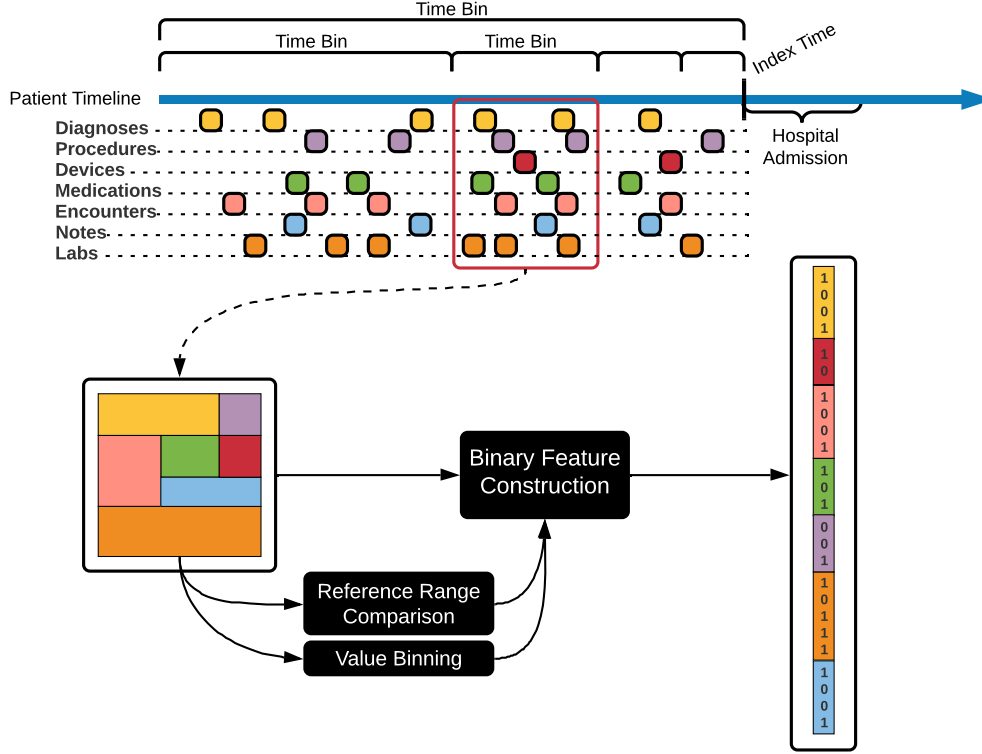 Time Bin
Time Bin
Time Bin
Index Time
Patient Timeline
Diagnoses
Procedures
Devices
Medications
Encounters
Notes
Labs
Hospital
Admission
Binary Feature
Construction
Reference Range
Comparison
Value Binning
1
0
0
1
1
0
1
0
0
1
1
0
1
0
0
1
1
0
1
1
1
1
0
0
1